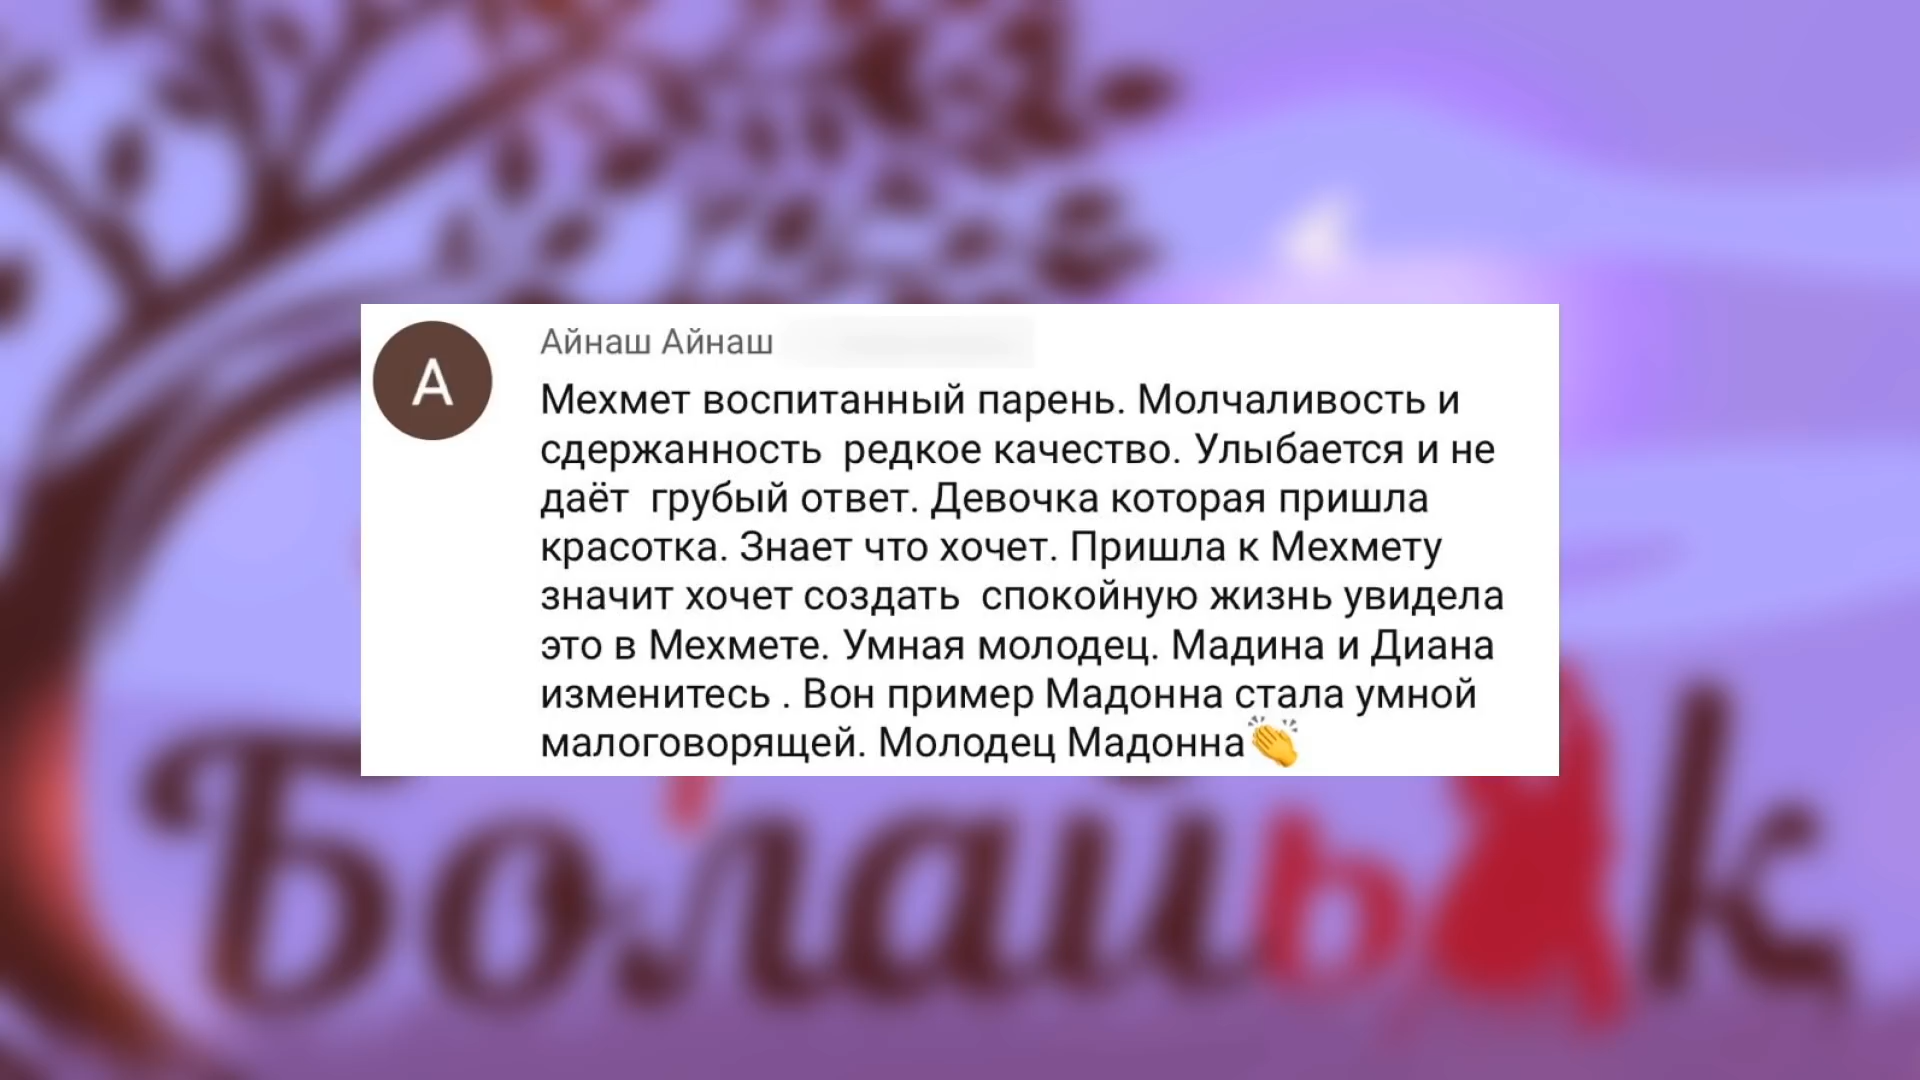 А
Айнаш Айнаш
Мехмет воспитанный парень. Молчаливость и
сдержанность  редкое качество. Улыбается и не
даёт  грубый ответ. Девочка которая пришла
красотка. Знает что хочет. Пришла к Мехмету
значит хочет создать  спокойную жизнь увидела
это в Мехмете. Умная молодец. Мадина и Диана
изменитесь . Вон пример Мадонна стала умной
малоговорящей. Молодец Мадонна👏